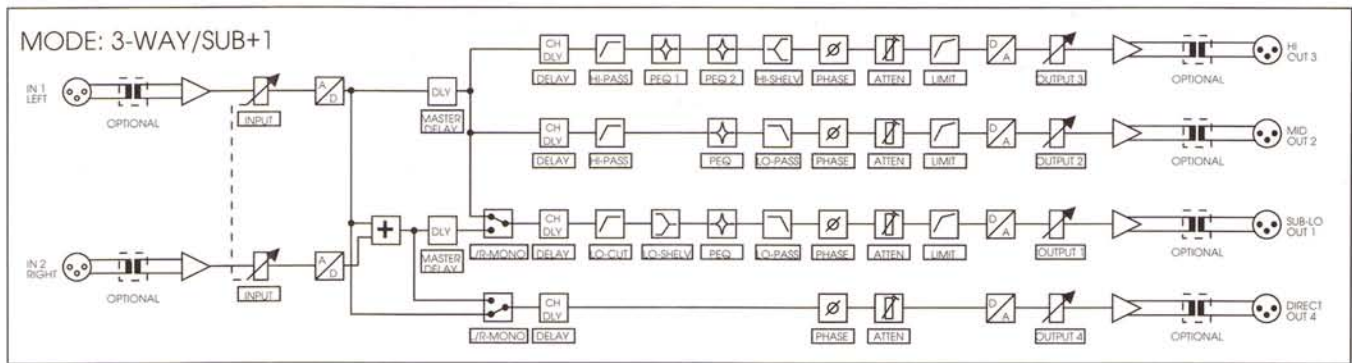 MODE: 3-WAY/SUB+1
IN 1
LEFT
OPTIONAL
INPUT
A
D
DLY
MASTER
DELAY
CH
DLY
DELAY
HI-PASS
PEQ 1
PEQ 2
HI-SHELV
PHASE
ATTEN
LIMIT
D
A
OUTPUT 3
OPTIONAL
HI
OUT 3
CH
DLY
DELAY
HI-PASS
PEQ
LO-PASS
PHASE
ATTEN
LIMIT
D
A
OUTPUT 2
OPTIONAL
MID
OUT 2
IN 2
RIGHT
OPTIONAL
INPUT
A
D
+
DLY
MASTER
DELAY
L/R-MONO
CH
DLY
DELAY
LO-CUT
LO-SHELV
PEQ
LO-PASS
PHASE
ATTEN
LIMIT
D
A
OUTPUT 1
OPTIONAL
SUB-LO
OUT 1
L/R-MONO
CH
DLY
DELAY
PHASE
ATTEN
D
A
OUTPUT 4
OPTIONAL
DIRECT
OUT 4